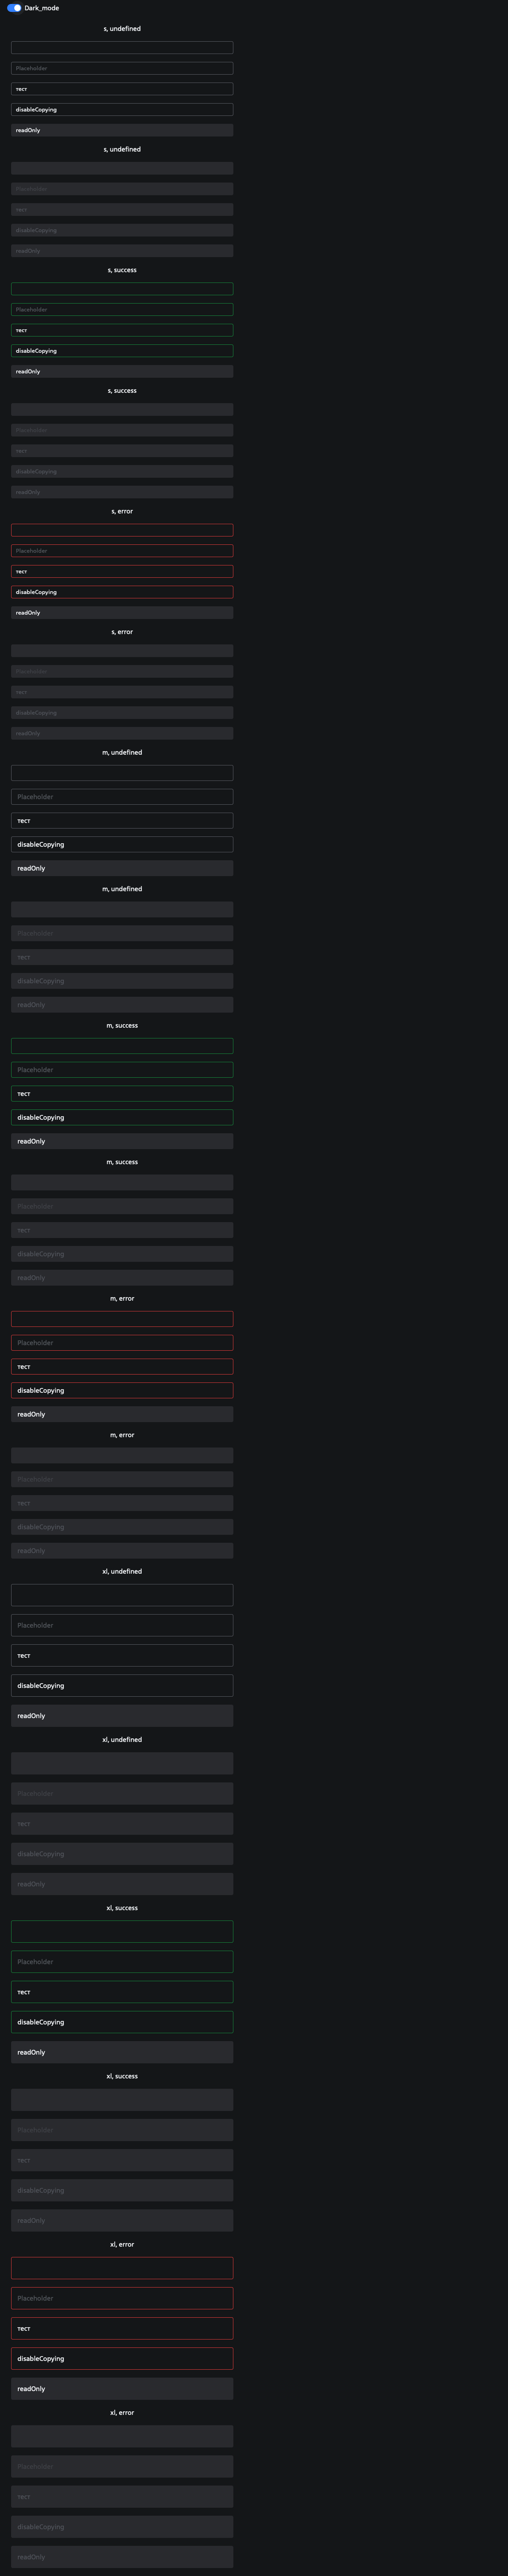 Dark_mode
s, undefined
Placeholder
тест
disableCopying
readOnly
s, undefined
Placeholder
тест
disableCopying
readOnly
s, success
Placeholder
тест
disableCopying
readOnly
s, success
Placeholder
тест
disableCopying
readOnly
s, error
Placeholder
тест
disableCopying
readOnly
s, error
Placeholder
тест
disableCopying
readOnly
m, undefined
Placeholder
тест
disableCopying
readOnly
m, undefined
Placeholder
тест
disableCopying
readOnly
m, success
Placeholder
тест
disableCopying
readOnly
m, success
Placeholder
тест
disableCopying
readOnly
m, error
Placeholder
тест
disableCopying
readOnly
m, error
Placeholder
тест
disableCopying
readOnly
xl, undefined
Placeholder
тест
disableCopying
readOnly
xl, undefined
Placeholder
тест
disableCopying
readOnly
xl, success
Placeholder
тест
disableCopying
readOnly
xl, success
Placeholder
тест
disableCopying
readOnly
xl, error
Placeholder
тест
disableCopying
readOnly
xl, error
Placeholder
тест
disableCopying
readOnly